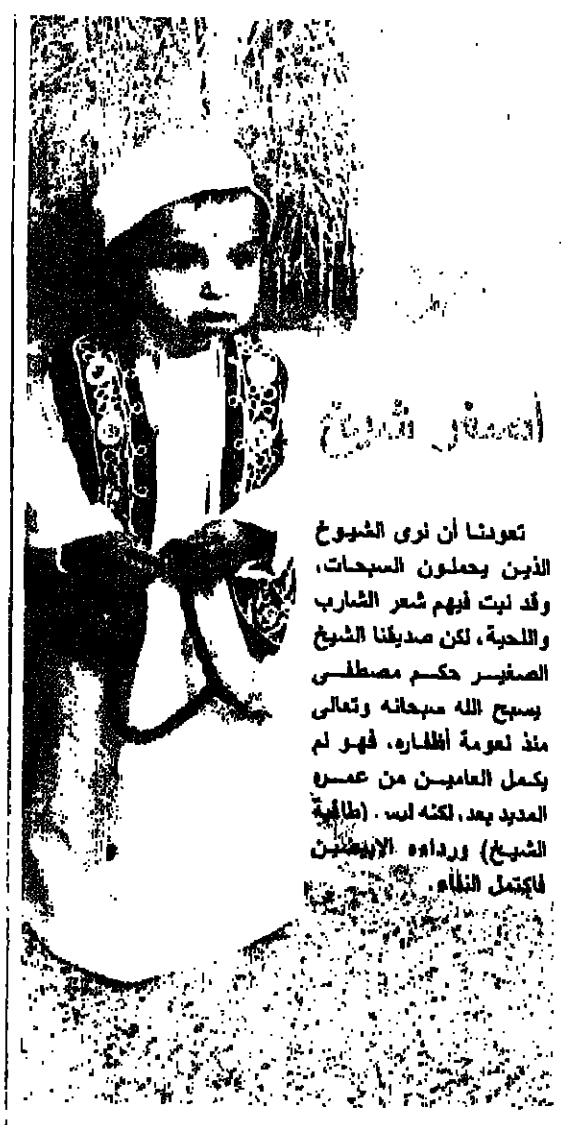 أصغر شيخ
تعودنا أن نرى الشيوخ
الذين يحملون السبحات،
وقد نبت فيهم شعر الشارب
واللحية، لكن صديقنا الشيخ
الصغير حكم مصطفى
يسبح الله سبحانه وتعالى
منذ نعومة أظفاره، فهو لم
يكمل العامين من عمره
المديد بعد، لكنه لبس (طاقية
الشيخ) ورداءه الابيضين
فاكتمل النقاء.